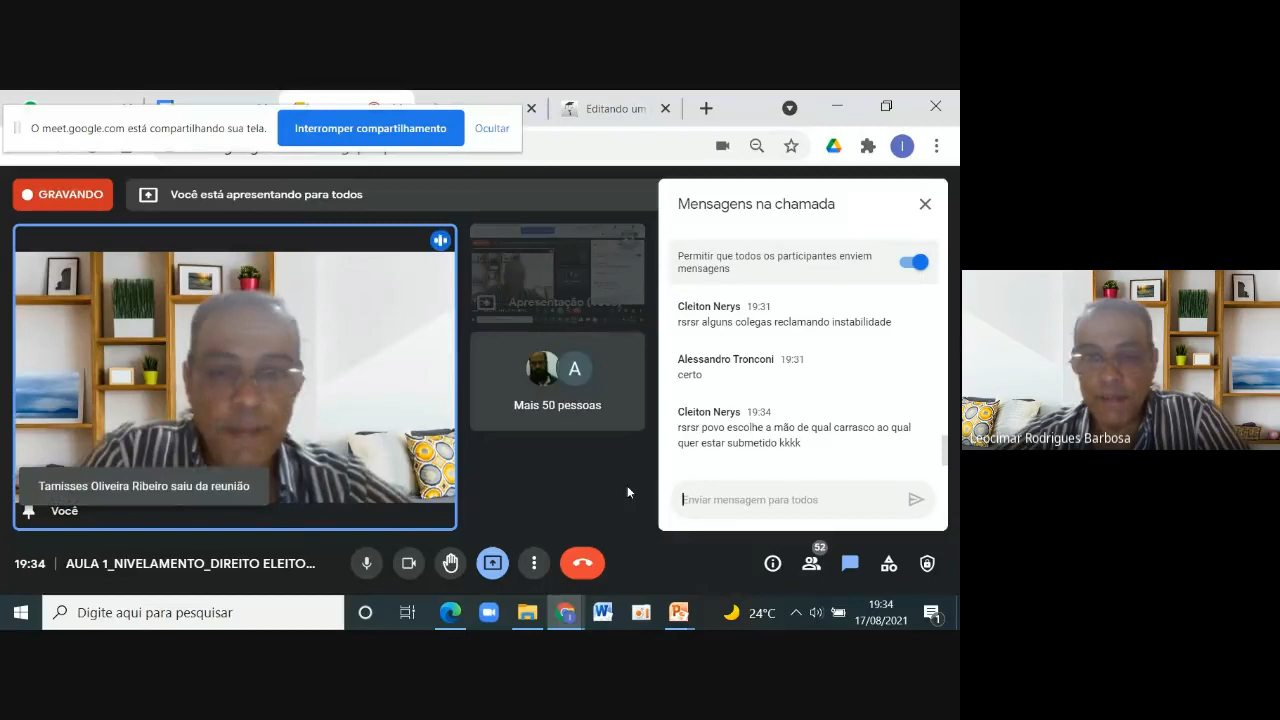 Editando um
O meet.google.com está compartilhando sua tela.
Interromper compartilhamento
Ocultar
I
GRAVANDO
Você está apresentando para todos
Mensagens na chamada
Permitir que todos os participantes enviem
mensagens
Cleiton Nerys 19:31
rsrsr alguns colegas reclamando instabilidade
Alessandro Tronconi 19:31
certo
Cleiton Nerys 19:34
rsrsr povo escolhe a mão de qual carrasco ao qual
quer estar submetido kkkk
Enviar mensagem para todos
Apresentação (você)
A
Mais 50 pessoas
Tamisses Oliveira Ribeiro saiu da reunião
Você
Leocimar Rodrigues Barbosa
19:34 | AULA 1_NIVELAMENTO_DIREITO ELEITO...
52
Digite aqui para pesquisar
24°C
19:34
17/08/2021
1